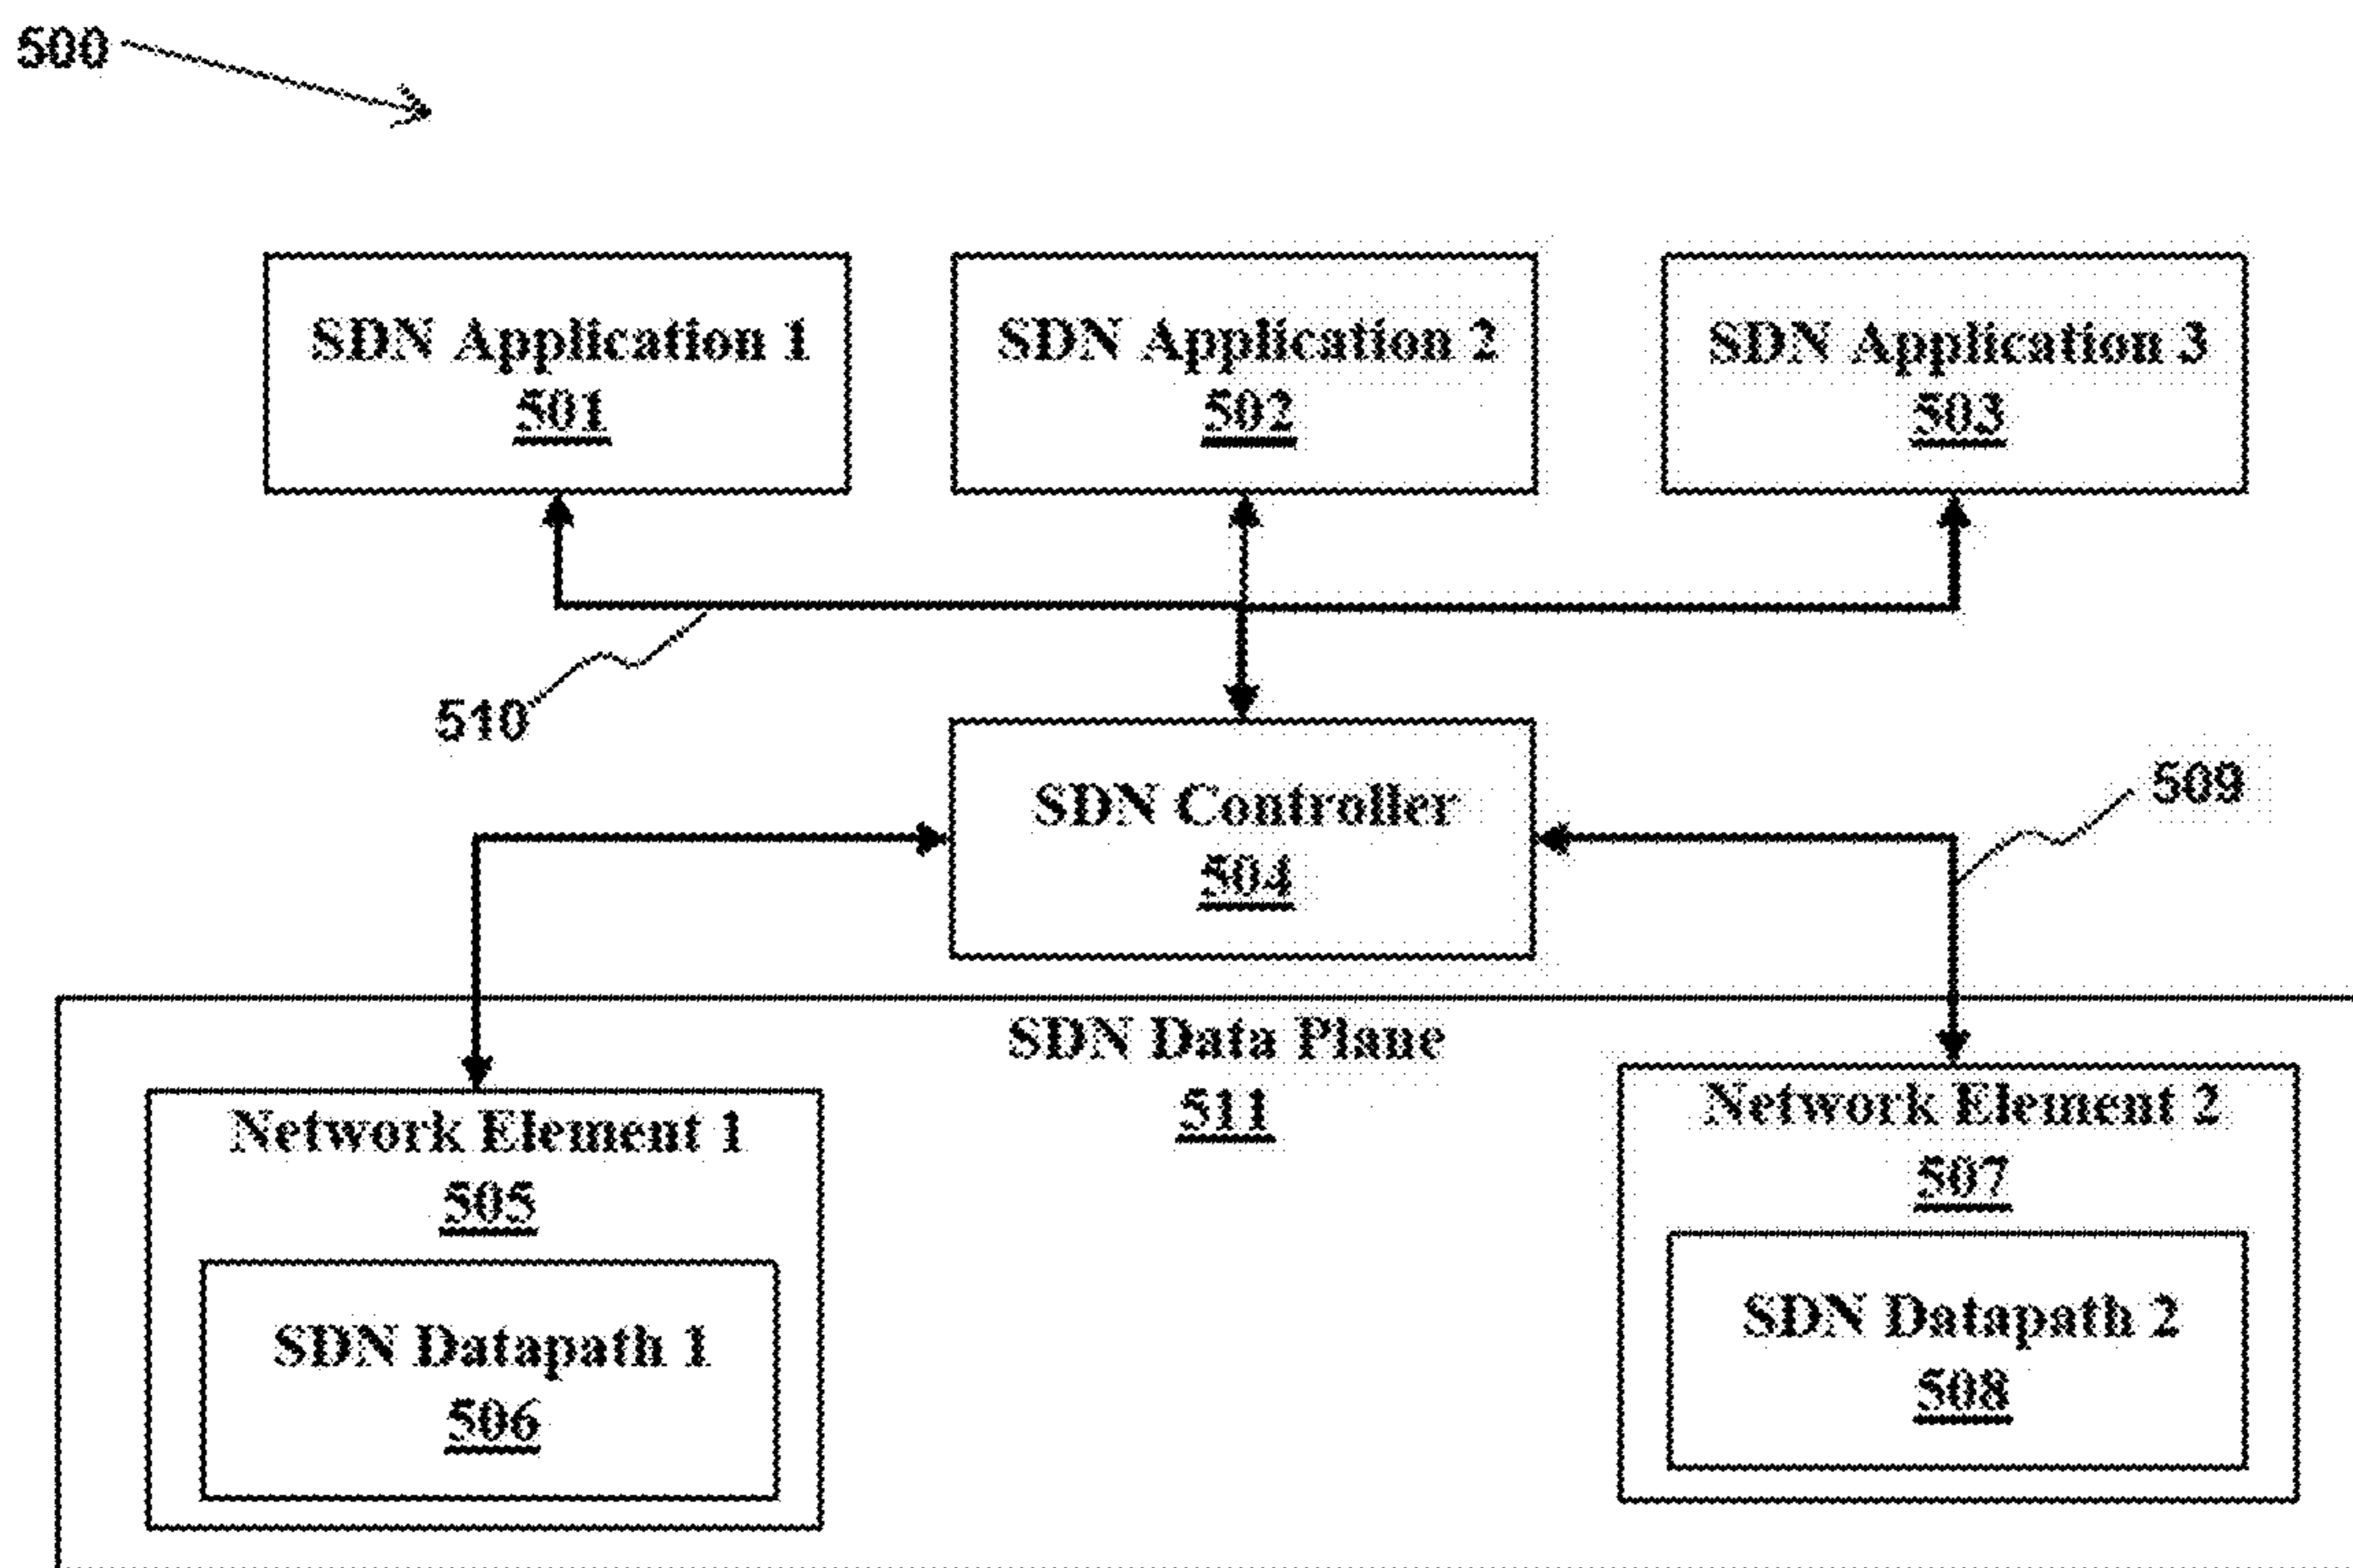 500
SDN Application 1
501
SDN Application 2
502
SDN Application 3
503
510
SDN Controller
504
509
SDN Data Plane
511
Network Element 1
505
SDN Datapath 1
506
Network Element 2
507
SDN Datapath 2
508